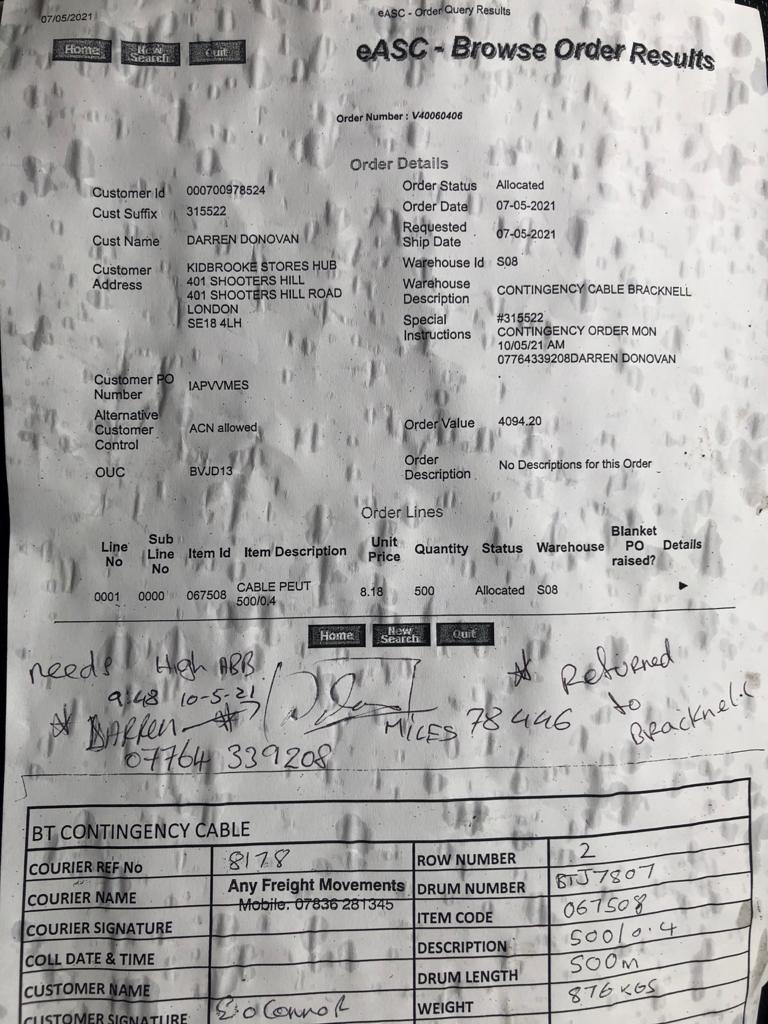 07/05/2021
eASC - Order Query Results
Home New Search Quit
eASC - Browse Order Results
Order Number : V40060406
Order Details
Customer Id 000700978524
Cust Suffix 315522
Cust Name DARREN DONOVAN
Customer Address KIDBROOKE STORES HUB
401 SHOOTERS HILL
401 SHOOTERS HILL ROAD
LONDON
SE18 4LH
Customer PO Number IAPVVMES
Alternative Customer Control ACN allowed
OUC BVJD13
Order Status Allocated
Order Date 07-05-2021
Requested Ship Date 07-05-2021
Warehouse Id S08
Warehouse Description CONTINGENCY CABLE BRACKNELL
Special Instructions #315522
CONTINGENCY ORDER MON
10/05/21 AM
07764339208DARREN DONOVAN
Order Value 4094.20
Order Description No Descriptions for this Order
Order Lines
Line No Sub Line No Item Id Item Description Unit Price Quantity Status Warehouse Blanket PO raised? Details
0001 0000 067508 CABLE PEUT 500/0.4 8.18 500 Allocated S08
Home New Search Quit
needs High ABB
9:48 10-5-21
DARREN
07764 339208
MILES 78446
Returned
to
BRACKNELL
BT CONTINGENCY CABLE
COURIER REF No 8178
COURIER NAME Any Freight Movements
Mobile: 07836 281345
COURIER SIGNATURE
COLL DATE & TIME
CUSTOMER NAME
CUSTOMER SIGNATURE E O Connor
ROW NUMBER 2
DRUM NUMBER BTJ7807
ITEM CODE 067508
DESCRIPTION 500/0.4
DRUM LENGTH 500m
WEIGHT 876 KGS